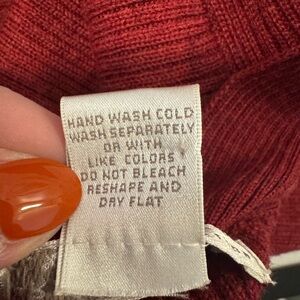 HAND WASH COLD
WASH SEPARATELY
OR WITH
LIKE COLORS
DO NOT BLEACH
RESHAPE AND
DRY FLAT